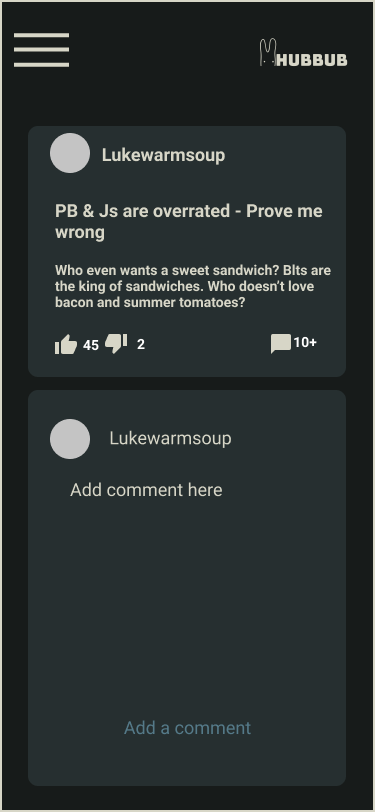 HUBBUB
Lukewarmsoup
PB & Js are overrated - Prove me
wrong
Who even wants a sweet sandwich? Blts are
the king of sandwiches. Who doesn't love
bacon and summer tomatoes?
45 2 10+
Lukewarmsoup
Add comment here
Add a comment